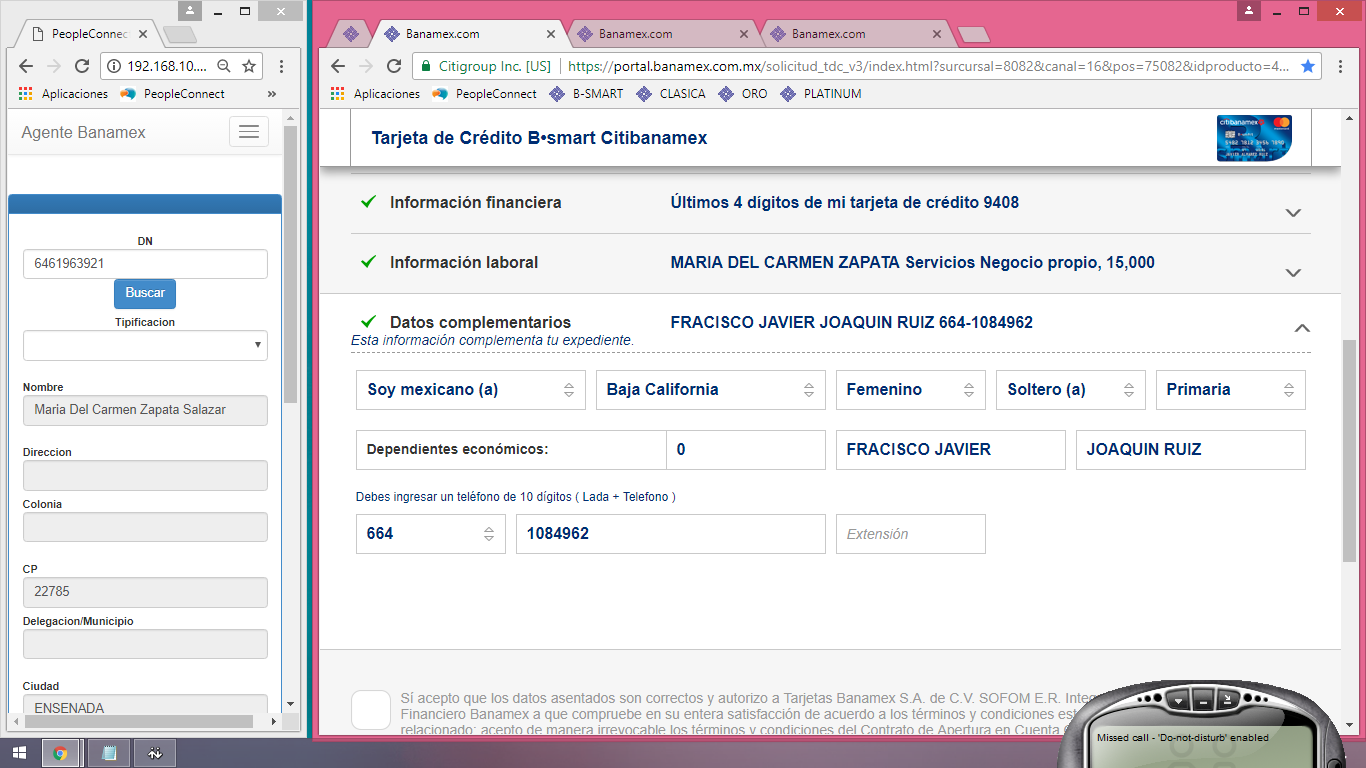 PeopleConnec
192.168.10....
Aplicaciones
PeopleConnect
»
Agente Banamex
DN
6461963921
Buscar
Tipificacion
Nombre
Maria Del Carmen Zapata Salazar
Direccion
Colonia
CP
22785
Delegacion/Municipio
Ciudad
ENSENADA
Banamex.com
Banamex.com
Banamex.com
Citigroup Inc. [US]
https://portal.banamex.com.mx/solicitud_tdc_v3/index.html?sursursal=8082&canal=16&pos=75082&idproducto=4...
Aplicaciones
PeopleConnect
B-SMART
CLASICA
ORO
PLATINUM
Tarjeta de Crédito B•smart Citibanamex
citibanamex
Información financiera
Últimos 4 dígitos de mi tarjeta de crédito 9408
Información laboral
MARIA DEL CARMEN ZAPATA Servicios Negocio propio, 15,000
Datos complementarios
FRACISCO JAVIER JOAQUIN RUIZ 664-1084962
Esta información complementa tu expediente.
Soy mexicano (a)
Baja California
Femenino
Soltero (a)
Primaria
Dependientes económicos:
0
FRACISCO JAVIER
JOAQUIN RUIZ
Debes ingresar un teléfono de 10 dígitos ( Lada + Telefono )
664
1084962
Extensión
Sí acepto que los datos asentados son correctos y autorizo a Tarjetas Banamex S.A. de C.V. SOFOM E.R. Inte
Financiero Banamex a que compruebe en su entera satisfacción de acuerdo a los términos y condiciones est
relacionado; acepto de manera irrevocable los términos y condiciones del Contrato de Apertura en Cuenta
Missed call - 'Do-not-disturb' enabled